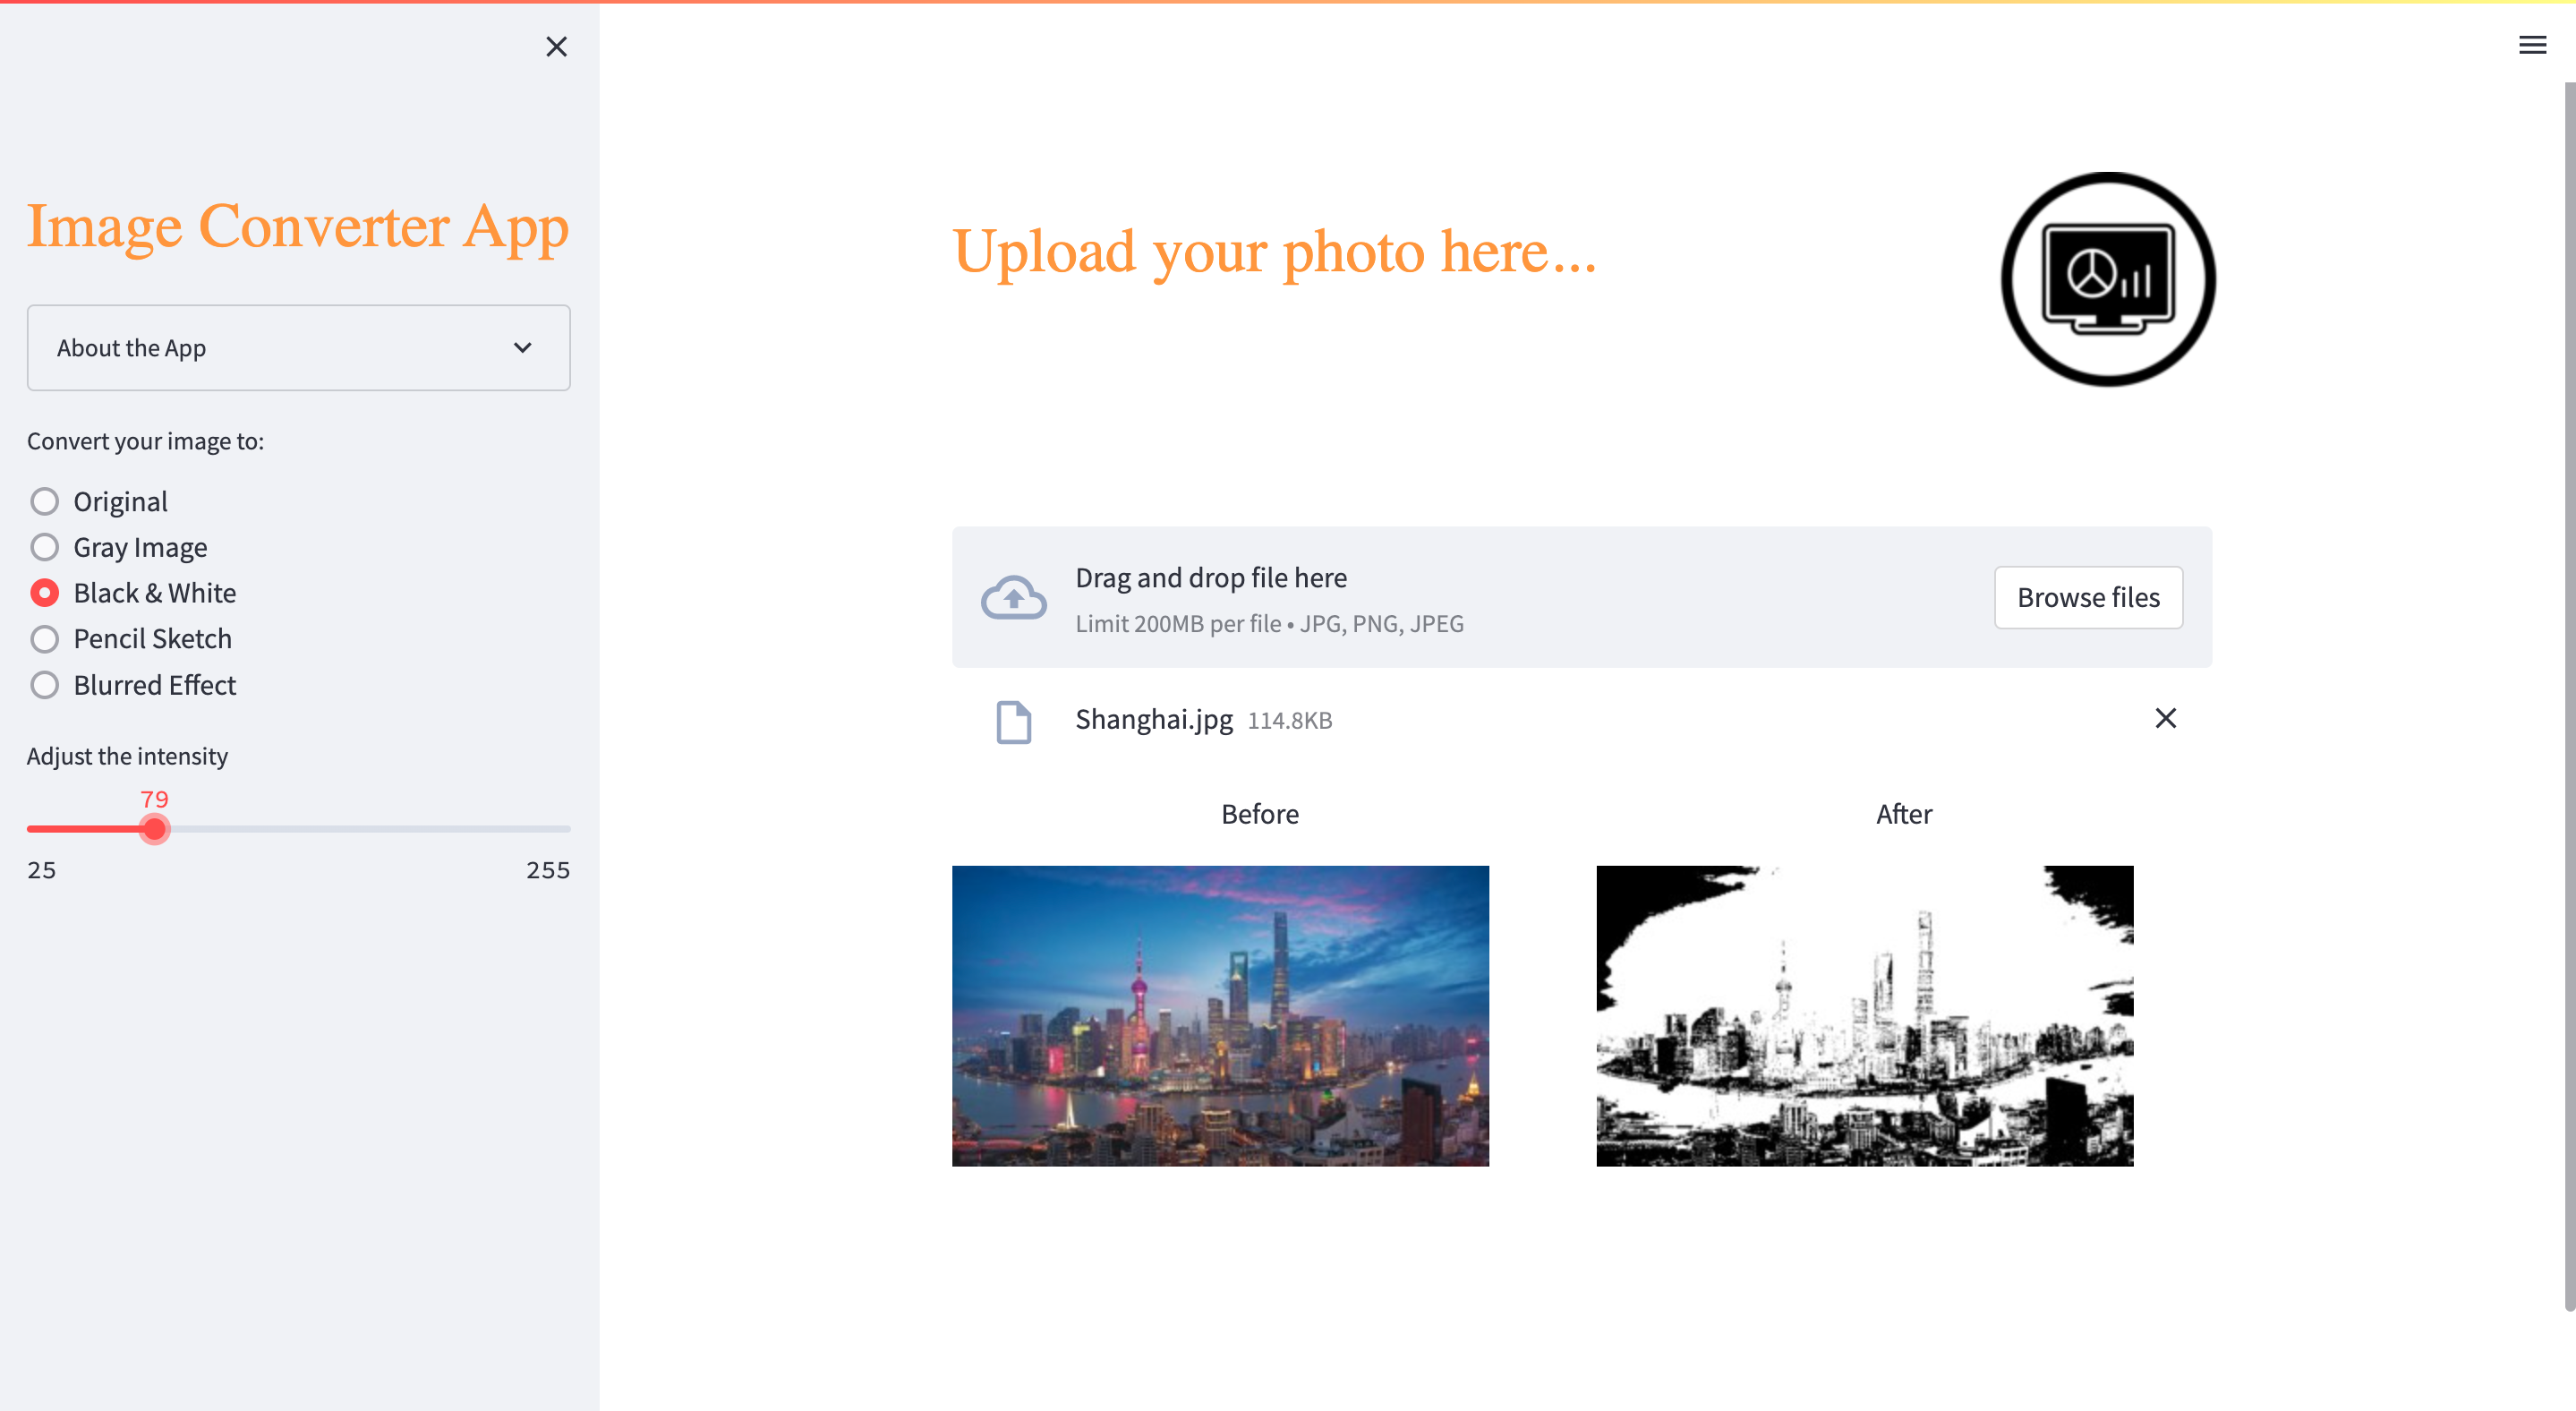 Image Converter App
About the App
Convert your image to:
Original
Gray Image
Black & White
Pencil Sketch
Blurred Effect
Adjust the intensity
79
25 255
Upload your photo here...
Drag and drop file here
Limit 200MB per file • JPG, PNG, JPEG
Browse files
Shanghai.jpg 114.8KB
Before After